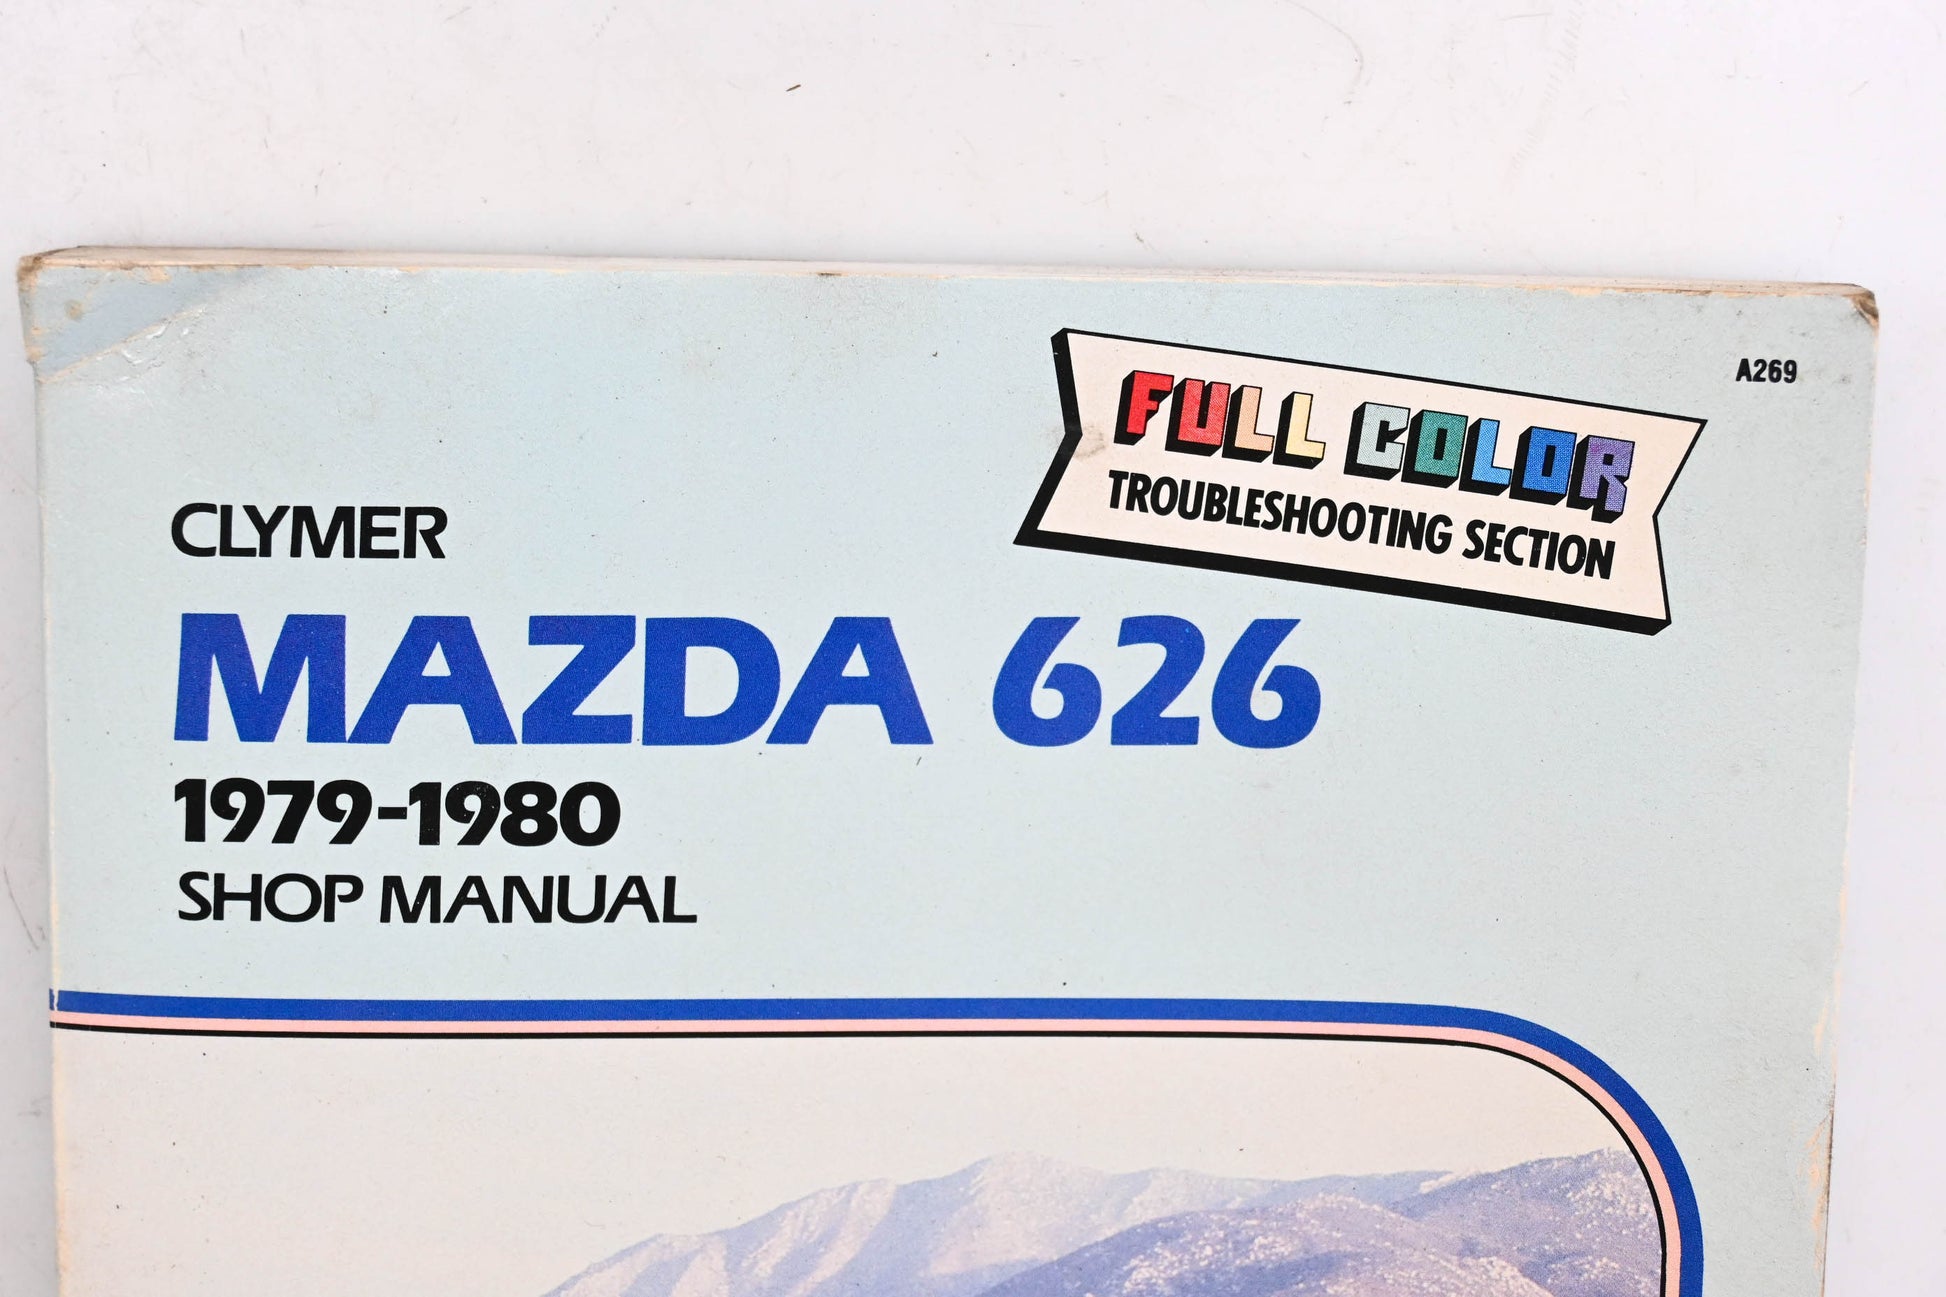 A269
FULL COLOR
TROUBLESHOOTING SECTION
CLYMER
MAZDA 626
1979-1980
SHOP MANUAL